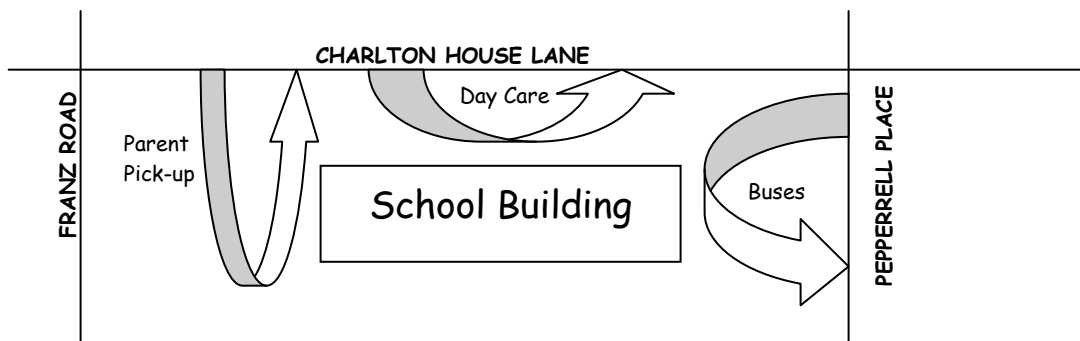 CHARLTON HOUSE LANE
FRANZ ROAD
Parent
Pick-up
Day Care
School Building
Buses
PEPPERRELL PLACE